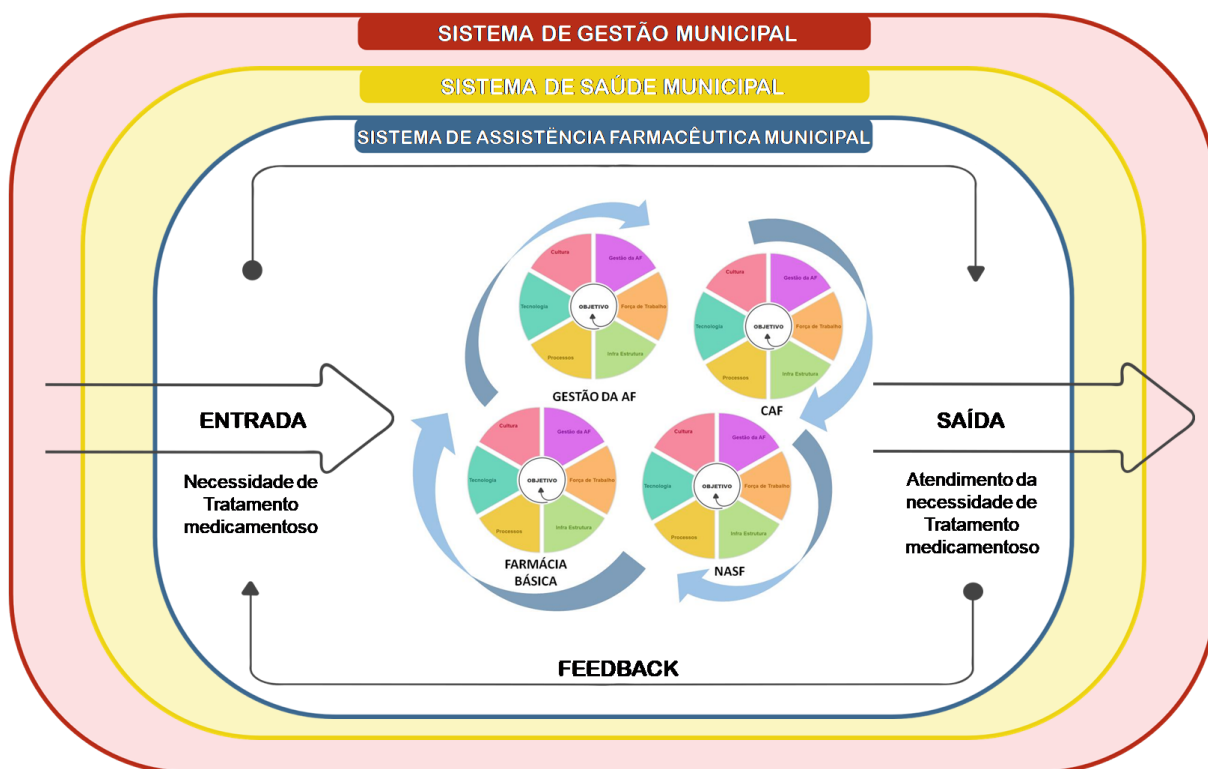 SISTEMA DE GESTÃO MUNICIPAL
SISTEMA DE SAÚDE MUNICIPAL
SISTEMA DE ASSISTÊNCIA FARMACÊUTICA MUNICIPAL
Cultura
Gestão da AF
Tecnologia
OBJETIVO
Força de Trabalho
Processos
Infra Estrutura
GESTÃO DA AF
Cultura
Gestão da AF
Tecnologia
OBJETIVO
Força de Trabalho
Processos
Infra Estrutura
CAF
ENTRADA
Necessidade de
Tratamento
medicamentoso
Cultura
Gestão da AF
Tecnologia
OBJETIVO
Força de Trabalho
Processos
Infra Estrutura
FARMÁCIA
BÁSICA
Cultura
Gestão da AF
Tecnologia
OBJETIVO
Força de Trabalho
Processos
Infra Estrutura
NASF
SAÍDA
Atendimento da
necessidade de
Tratamento
medicamentoso
FEEDBACK